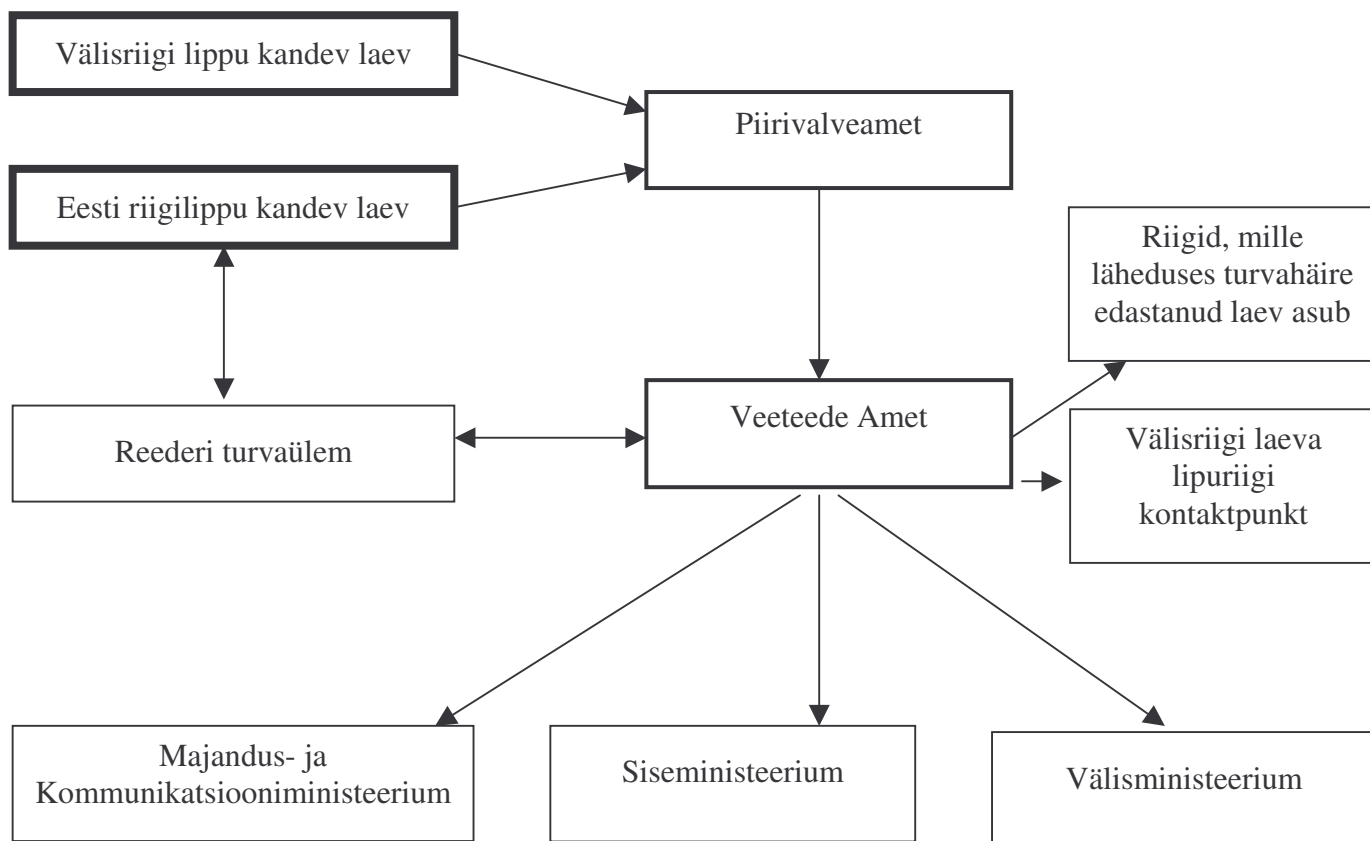 Välisriigi lippu kandev laev
Piirivalveamet
Eesti riigilippu kandev laev
Riigid, mille
läheduses turvahäire
edastanud laev asub
Veeteede Amet
Reederi turvaülem
Välisriigi laeva
lipuriigi
kontaktpunkt
Majandus- ja
Kommunikatsiooniministeerium
Siseministeerium
Välisministeerium